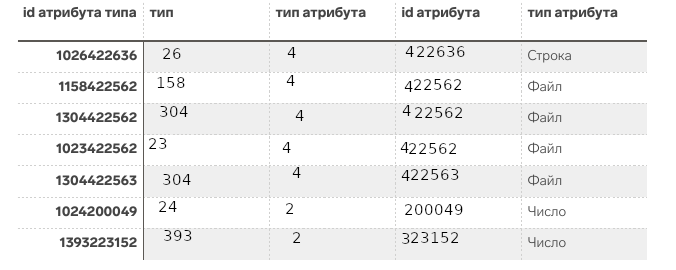 id атрибута типа тип тип атрибута id атрибута тип атрибута
1026422636 26 4 422636 Строка
1158422562 158 4 422562 Файл
1304422562 304 4 422562 Файл
1023422562 23 4 422562 Файл
1304422563 304 4 422563 Файл
1024200049 24 2 200049 Число
1393223152 393 2 323152 Число